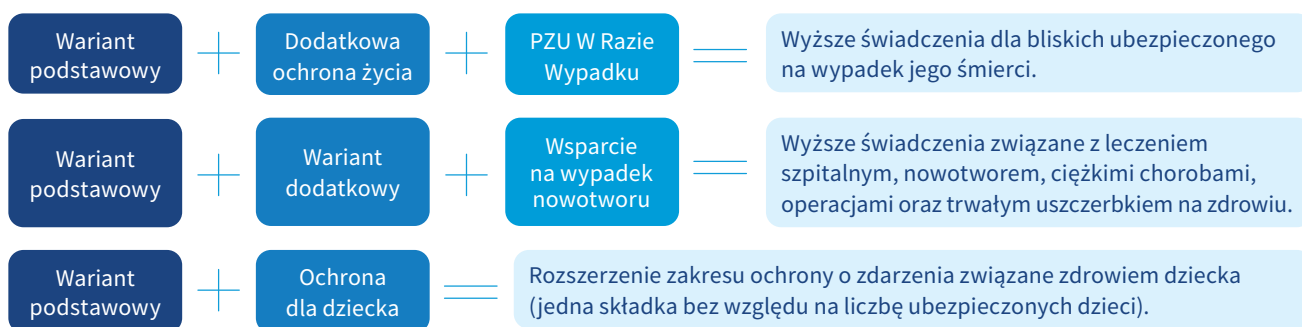 Wariant
podstawowy
Dodatkowa
ochrona życia
PZU W Razie
Wypadku
Wyższe świadczenia dla bliskich ubezpieczonego
na wypadek jego śmierci.
Wariant
podstawowy
Wariant
dodatkowy
Wsparcie
na wypadek
nowotworu
Wyższe świadczenia związane z leczeniem
szpitalnym, nowotworem, ciężkimi chorobami,
operacjami oraz trwałym uszczerbkiem na zdrowiu.
Wariant
podstawowy
Ochrona
dla dziecka
Rozszerzenie zakresu ochrony o zdarzenia związane zdrowiem dziecka
(jedna składka bez względu na liczbę ubezpieczonych dzieci).